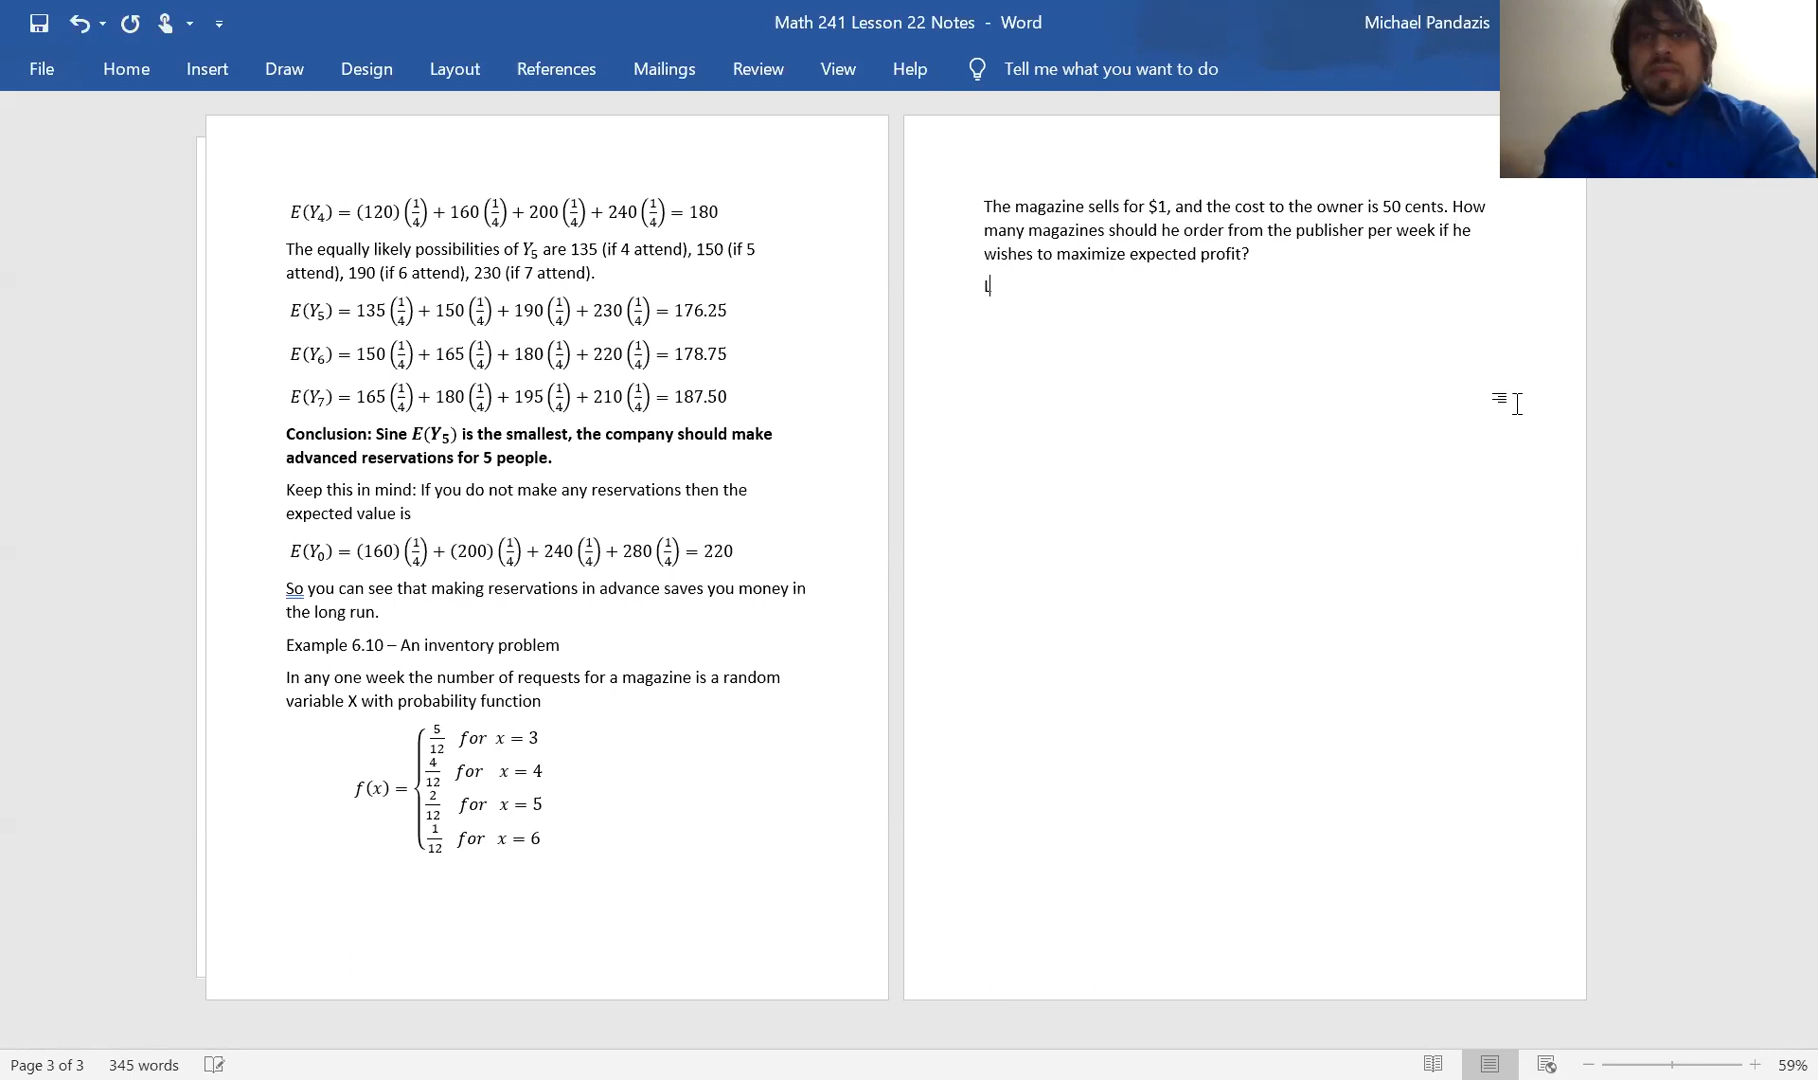 Math 241 Lesson 22 Notes - Word
Michael Pandazis
File Home Insert Draw Design Layout References Mailings Review View Help Tell me what you want to do
E(Y₄) = (120)(1/4) + 160(1/4) + 200(1/4) + 240(1/4) = 180
The equally likely possibilities of Y₅ are 135 (if 4 attend), 150 (if 5
attend), 190 (if 6 attend), 230 (if 7 attend).
E(Y₅) = 135(1/4) + 150(1/4) + 190(1/4) + 230(1/4) = 176.25
E(Y₆) = 150(1/4) + 165(1/4) + 180(1/4) + 220(1/4) = 178.75
E(Y₇) = 165(1/4) + 180(1/4) + 195(1/4) + 210(1/4) = 187.50
Conclusion: Sine E(Y₅) is the smallest, the company should make
advanced reservations for 5 people.
Keep this in mind: If you do not make any reservations then the
expected value is
E(Y₀) = (160)(1/4) + (200)(1/4) + 240(1/4) + 280(1/4) = 220
So you can see that making reservations in advance saves you money in
the long run.
Example 6.10 – An inventory problem
In any one week the number of requests for a magazine is a random
variable X with probability function
f(x) = {
5/12 for x = 3
4/12 for x = 4
2/12 for x = 5
1/12 for x = 6
The magazine sells for $1, and the cost to the owner is 50 cents. How
many magazines should he order from the publisher per week if he
wishes to maximize expected profit?
L
Page 3 of 3 345 words
59%